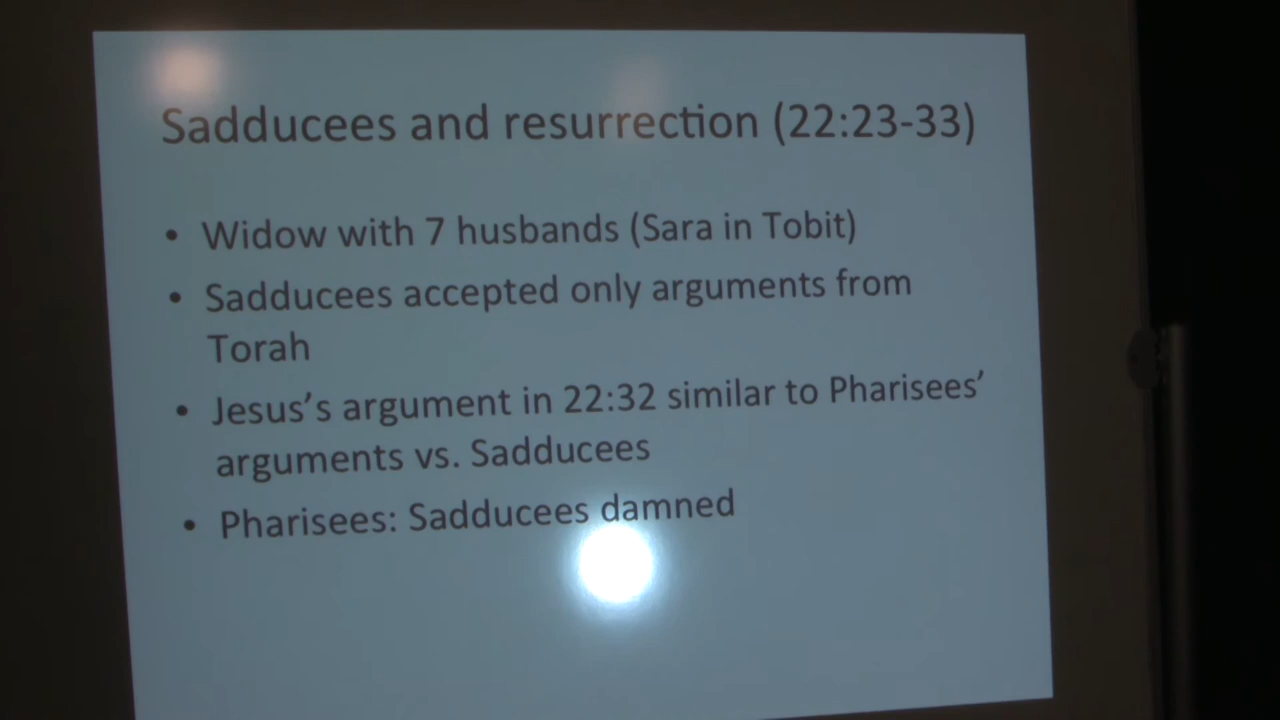 Sadducees and resurrection (22:23-33)
• Widow with 7 husbands (Sara in Tobit)
• Sadducees accepted only arguments from
Torah
• Jesus’s argument in 22:32 similar to Pharisees’
arguments vs. Sadducees
• Pharisees: Sadducees damned